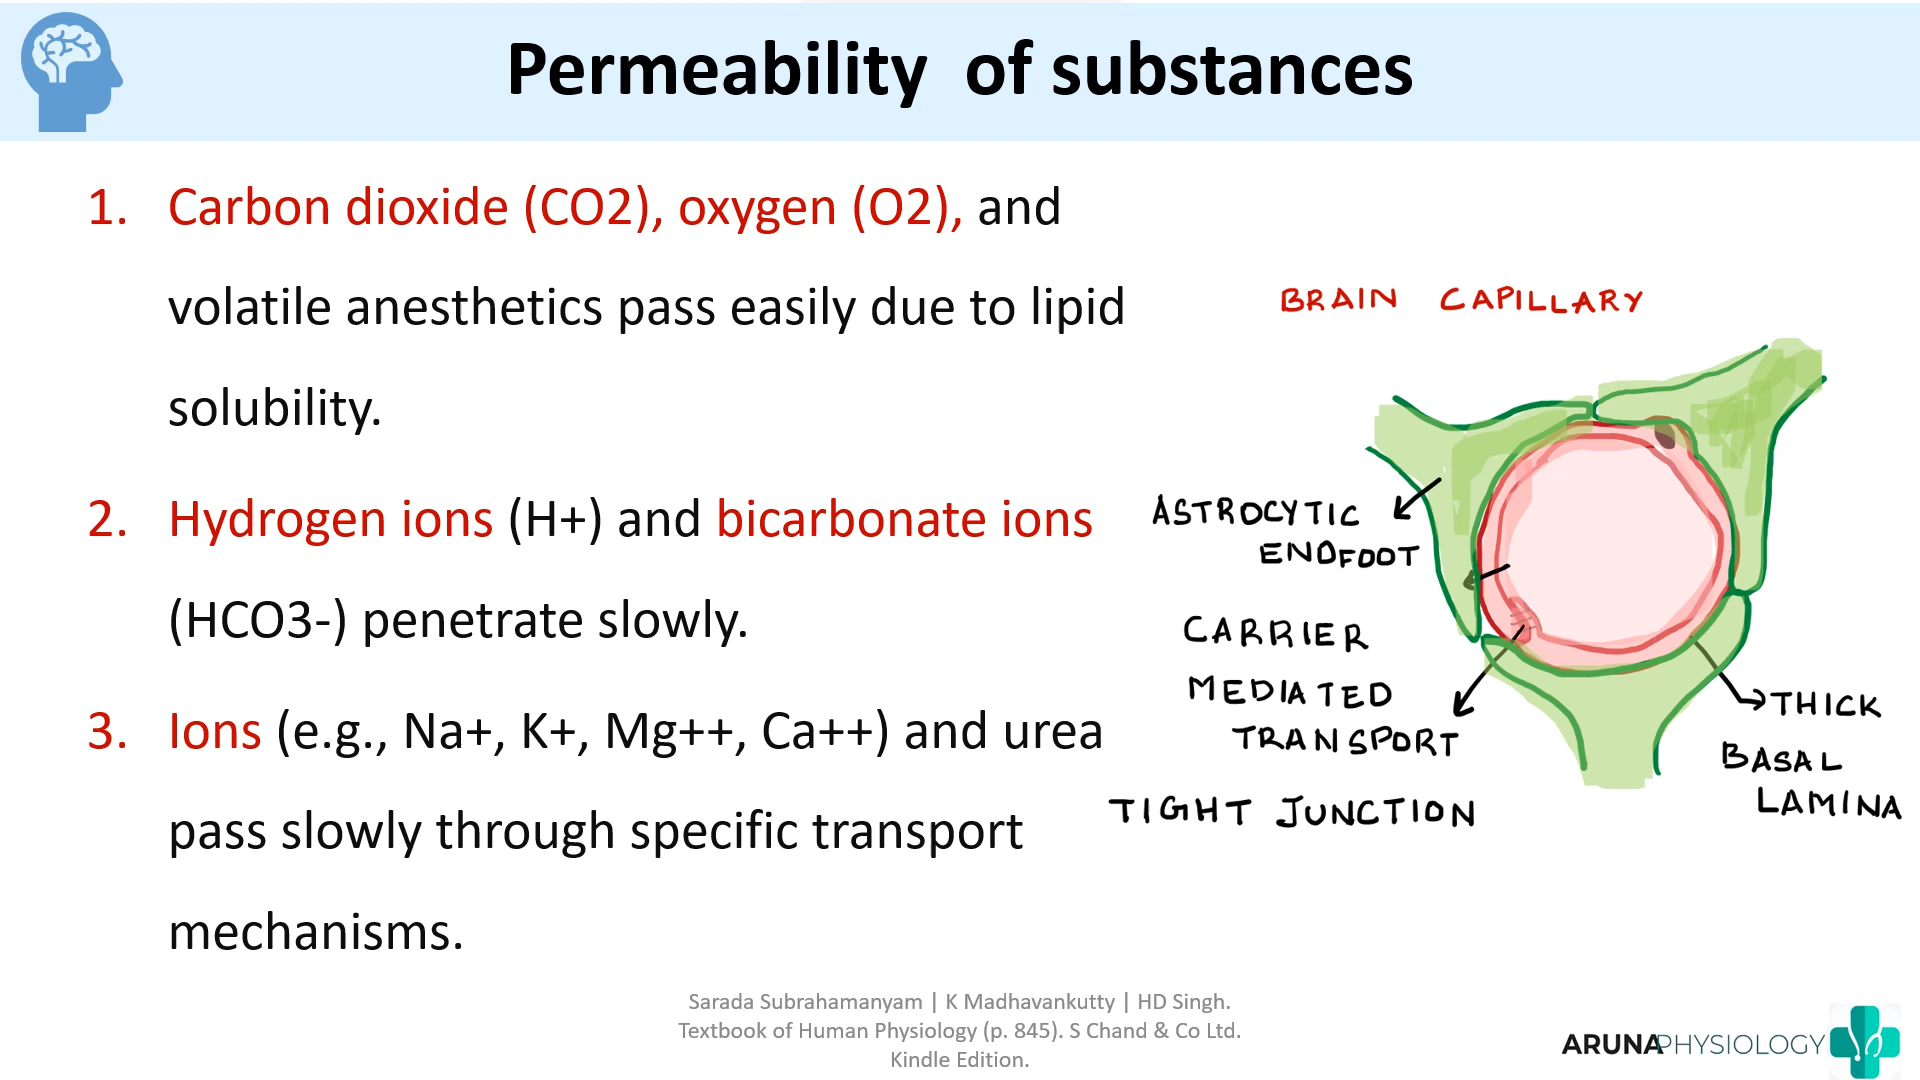 Permeability of substances
1. Carbon dioxide (CO2), oxygen (O2), and
volatile anesthetics pass easily due to lipid
solubility.
2. Hydrogen ions (H+) and bicarbonate ions
(HCO3-) penetrate slowly.
3. Ions (e.g., Na+, K+, Mg++, Ca++) and urea
pass slowly through specific transport
mechanisms.
BRAIN CAPILLARY
ASTROCYTIC
ENDFOOT
CARRIER
MEDIATED
TRANSPORT
TIGHT JUNCTION
THICK
BASAL
LAMINA
Sarada Subrahamanyam | K Madhavankutty | HD Singh.
Textbook of Human Physiology (p. 845). S Chand & Co Ltd.
Kindle Edition.
ARUNAPHYSIOLOGY